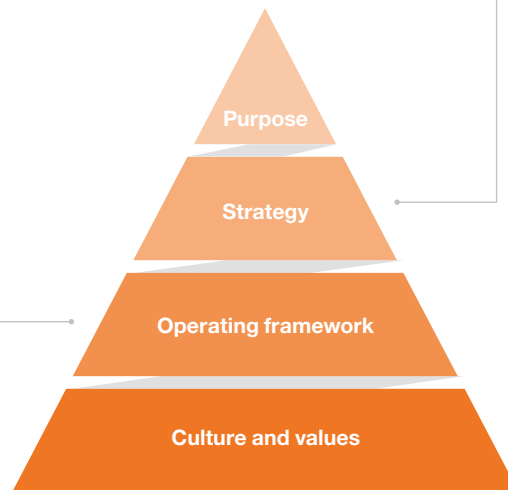 Purpose
Strategy
Operating framework
Culture and values